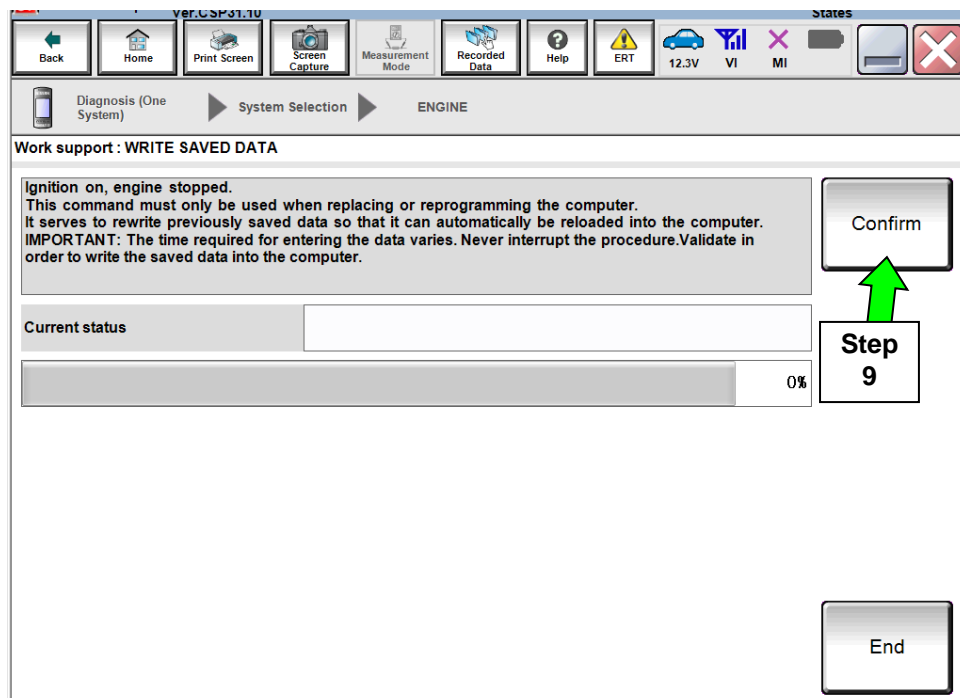 Ver.CSP31.10
States
Back
Home
Print Screen
Screen
Capture
Measurement
Mode
Recorded
Data
Help
ERT
12.3V
VI
MI
Diagnosis (One
System)
System Selection
ENGINE
Work support : WRITE SAVED DATA
Ignition on, engine stopped.
This command must only be used when replacing or reprogramming the computer.
It serves to rewrite previously saved data so that it can automatically be reloaded into the computer.
IMPORTANT: The time required for entering the data varies. Never interrupt the procedure.Validate in
order to write the saved data into the computer.
Confirm
Current status
Step
9
0%
End